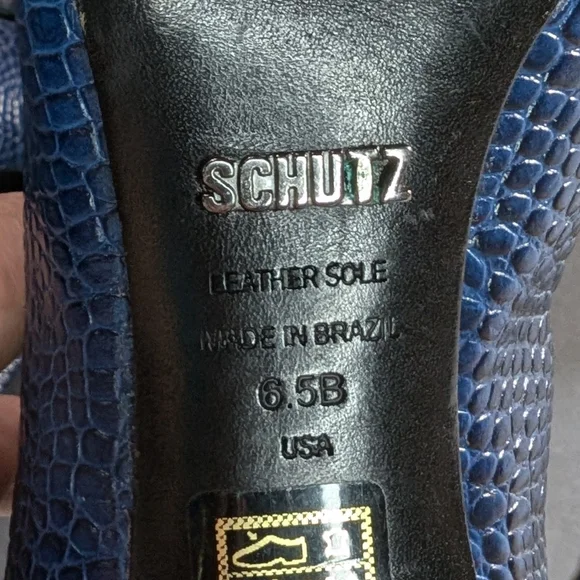 SCHUTZ
LEATHER SOLE
MADE IN BRAZIL
6.5B
USA